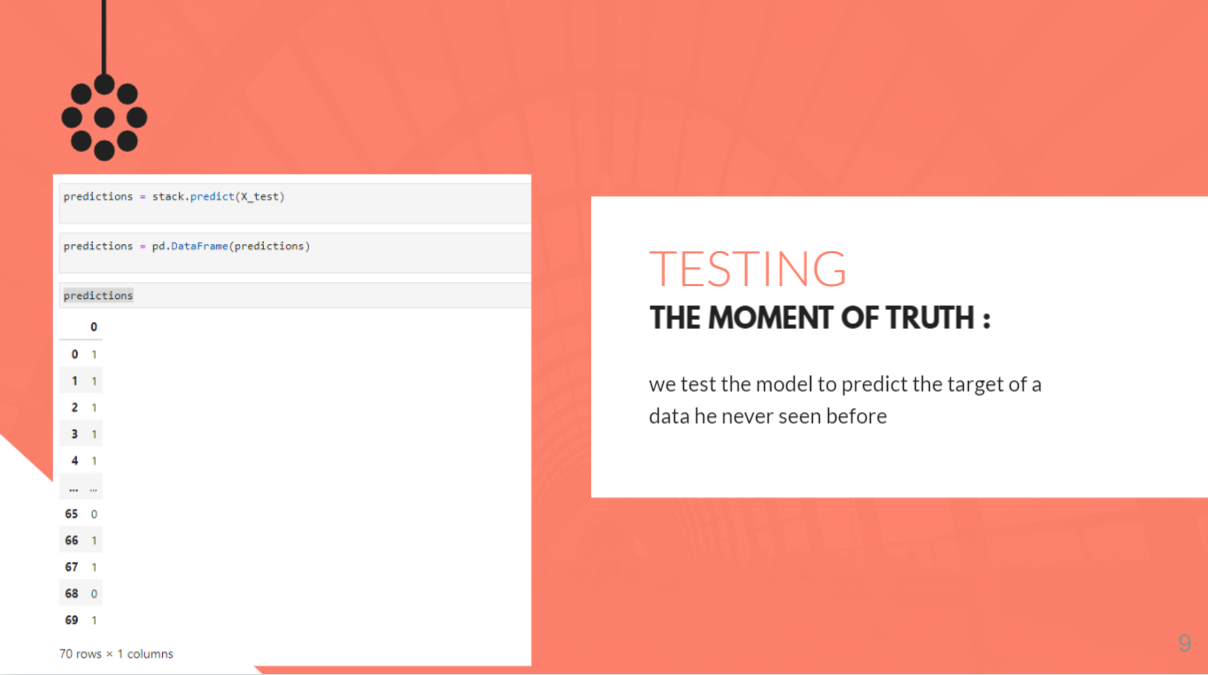 predictions = stack.predict(X_test)
predictions = pd.DataFrame(predictions)
predictions
0
0 1
1 1
2 1
3 1
4 1
... ...
65 0
66 1
67 1
68 0
69 1
70 rows × 1 columns
TESTING
THE MOMENT OF TRUTH :
we test the model to predict the target of a
data he never seen before
9